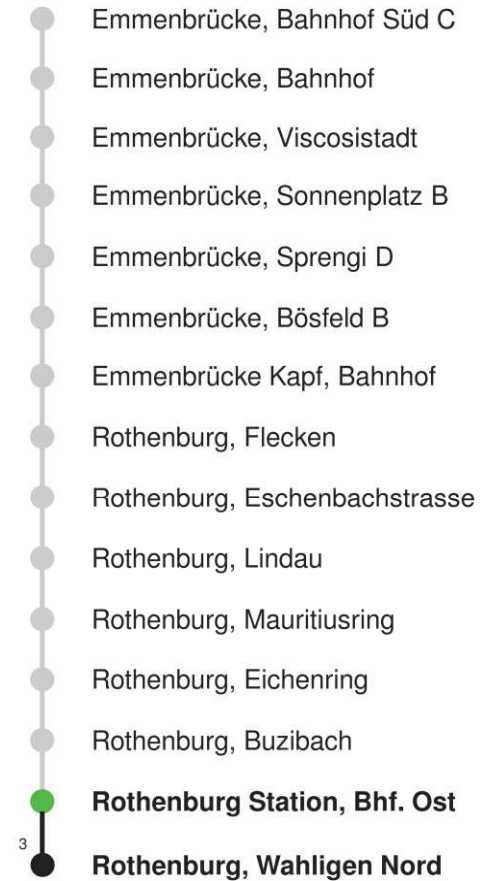 Emmenbrücke, Bahnhof Süd C
Emmenbrücke, Bahnhof
Emmenbrücke, Viscosistadt
Emmenbrücke, Sonnenplatz B
Emmenbrücke, Sprengi D
Emmenbrücke, Bösfeld B
Emmenbrücke Kapf, Bahnhof
Rothenburg, Flecken
Rothenburg, Eschenbachstrasse
Rothenburg, Lindau
Rothenburg, Mauritiusring
Rothenburg, Eichenring
Rothenburg, Buzibach
Rothenburg Station, Bhf. Ost
3
Rothenburg, Wahligen Nord